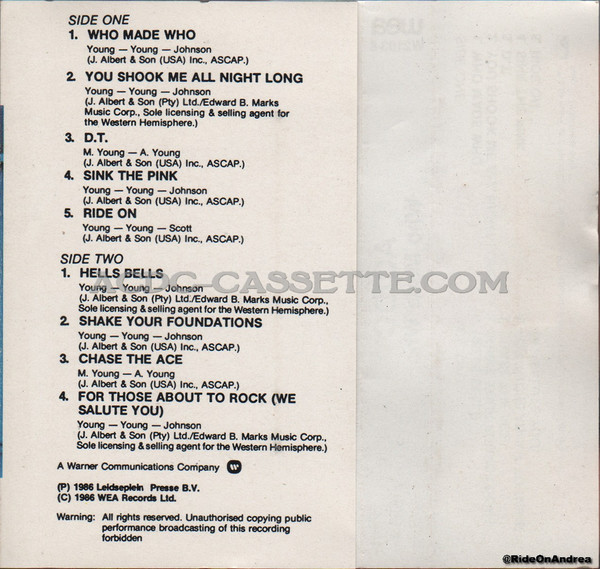 SIDE ONE
1. WHO MADE WHO
Young — Young — Johnson
(J. Albert & Son (USA) Inc., ASCAP.)
2. YOU SHOOK ME ALL NIGHT LONG
Young — Young — Johnson
(J. Albert & Son (Pty) Ltd./Edward B. Marks
Music Corp., Sole licensing & selling agent for
the Western Hemisphere.)
3. D.T.
M. Young — A. Young
(J. Albert & Son (USA) Inc., ASCAP.)
4. SINK THE PINK
Young — Young — Johnson
(J. Albert & Son (USA) Inc., ASCAP.)
5. RIDE ON
Young — Young — Scott
(J. Albert & Son (USA) Inc., ASCAP.)
SIDE TWO
1. HELLS BELLS
ACDC-CASSETTE.COM
Young — Young — Johnson
(J. Albert & Son (Pty) Ltd./Edward B. Marks Music Corp.,
Sole licensing & selling agent for the Western Hemisphere.)
2. SHAKE YOUR FOUNDATIONS
Young — Young — Johnson
(J. Albert & Son (USA) Inc., ASCAP.)
3. CHASE THE ACE
M. Young — A. Young
(J. Albert & Son (USA) Inc., ASCAP.)
4. FOR THOSE ABOUT TO ROCK (WE
SALUTE YOU)
Young — Young — Johnson
(J. Albert & Son (Pty) Ltd./Edward B. Marks Music Corp.,
Sole licensing & selling agent for the Western Hemisphere.)
A Warner Communications Company
(P) 1986 Leidseplein Presse B.V.
(C) 1986 WEA Records Ltd.
Warning: All rights reserved. Unauthorised copying public
performance broadcasting of this recording
forbidden
@RideOnAndrea